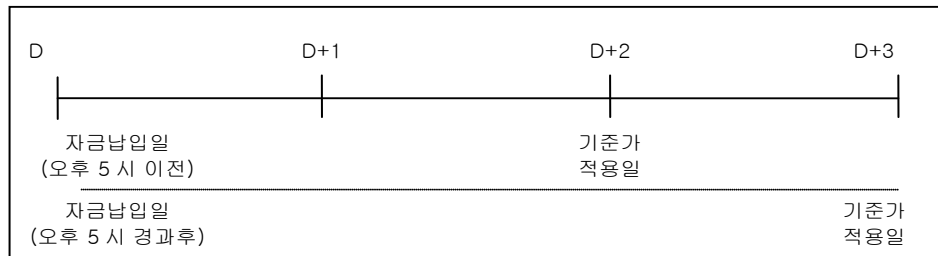 D D+1 D+2 D+3
자금납입일 기준가
(오후 5 시 이전) 적용일
자금납입일 기준가
(오후 5 시 경과후) 적용일